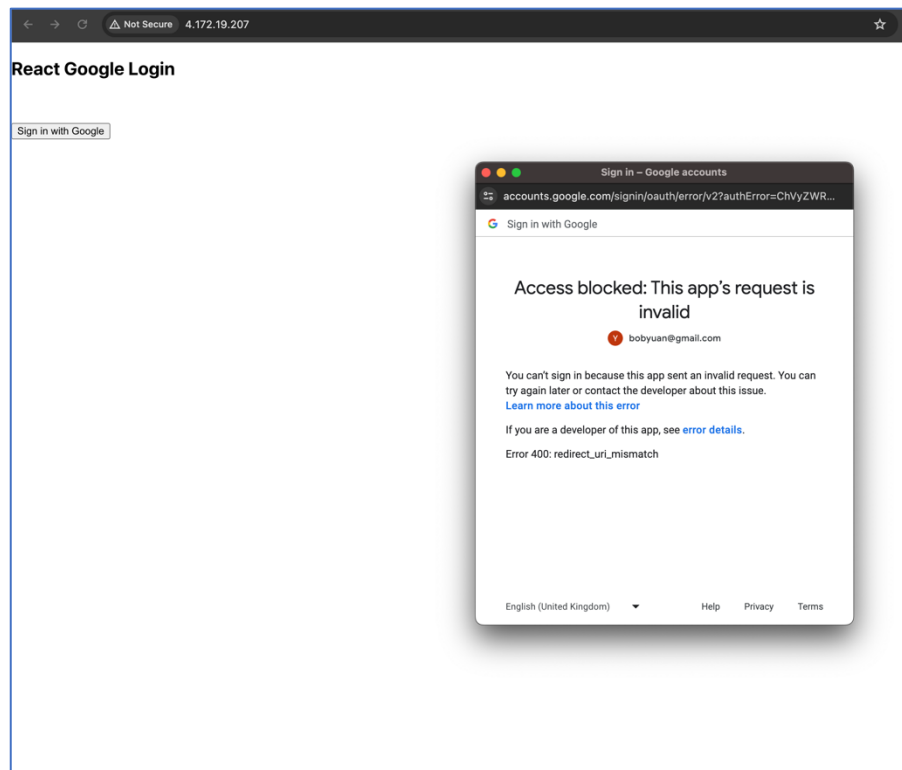 Not Secure 4.172.19.207
React Google Login
Sign in with Google
Sign in – Google accounts
accounts.google.com/signin/oauth/error/v2?authError=ChVyZWR...
G Sign in with Google
Access blocked: This app's request is
invalid
Y bobyuan@gmail.com
You can't sign in because this app sent an invalid request. You can
try again later or contact the developer about this issue.
Learn more about this error
If you are a developer of this app, see error details.
Error 400: redirect_uri_mismatch
English (United Kingdom) Help Privacy Terms